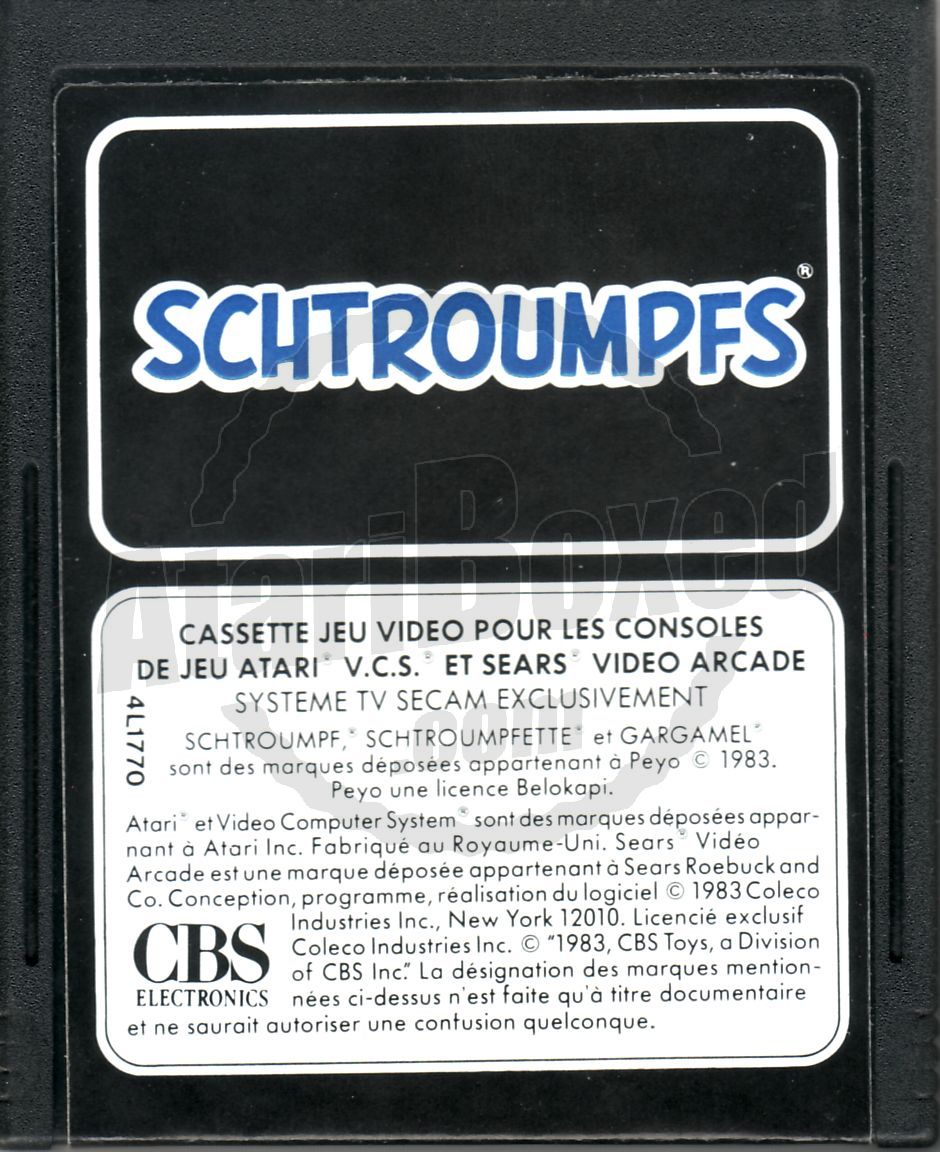 SCHTROUMPFS®
CASSETTE JEU VIDEO POUR LES CONSOLES
DE JEU ATARI® V.C.S.® ET SEARS® VIDEO ARCADE
SYSTEME TV SECAM EXCLUSIVEMENT
SCHTROUMPF,® SCHTROUMPFETTE® et GARGAMEL®
sont des marques déposées appartenant à Peyo © 1983.
Peyo une licence Belokapi.
4L1770
Atari® et Video Computer System® sont des marques déposées appar-
nant à Atari Inc. Fabriqué au Royaume-Uni. Sears® Vidéo
Arcade est une marque déposée appartenant à Sears Roebuck and
Co. Conception, programme, réalisation du logiciel © 1983 Coleco
Industries Inc., New York 12010. Licencié exclusif
Coleco Industries Inc. © "1983, CBS Toys, a Division
of CBS Inc." La désignation des marques mention-
nées ci-dessus n'est faite qu'à titre documentaire
et ne saurait autoriser une confusion quelconque.
CBS
ELECTRONICS
AtariBoxed
.com